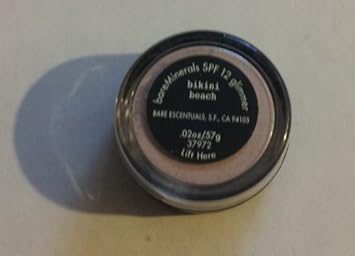 bareMinerals SPF 12 glimmer
bikini
beach
BARE ESCENTUALS, S.F., CA 94105
.02oz/57g
37972
Lift Here